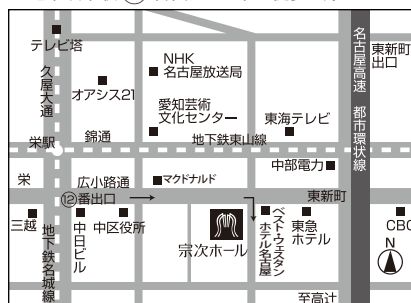 テレビ塔
久屋大通
オアシス21
NHK
名古屋放送局
愛知芸術
文化センター
名古屋高速 都市環状線
東新町
出口
栄駅
錦通
地下鉄東山線
東海テレビ
中部電力
栄
広小路通
マクドナルド
⑫番出口
東新町
三越
地下鉄名城線
中日
ビル
中区役所
宗次ホール
ベスト・ウェスタン
ホテル名古屋
東急
ホテル
CBC
N
至高辻